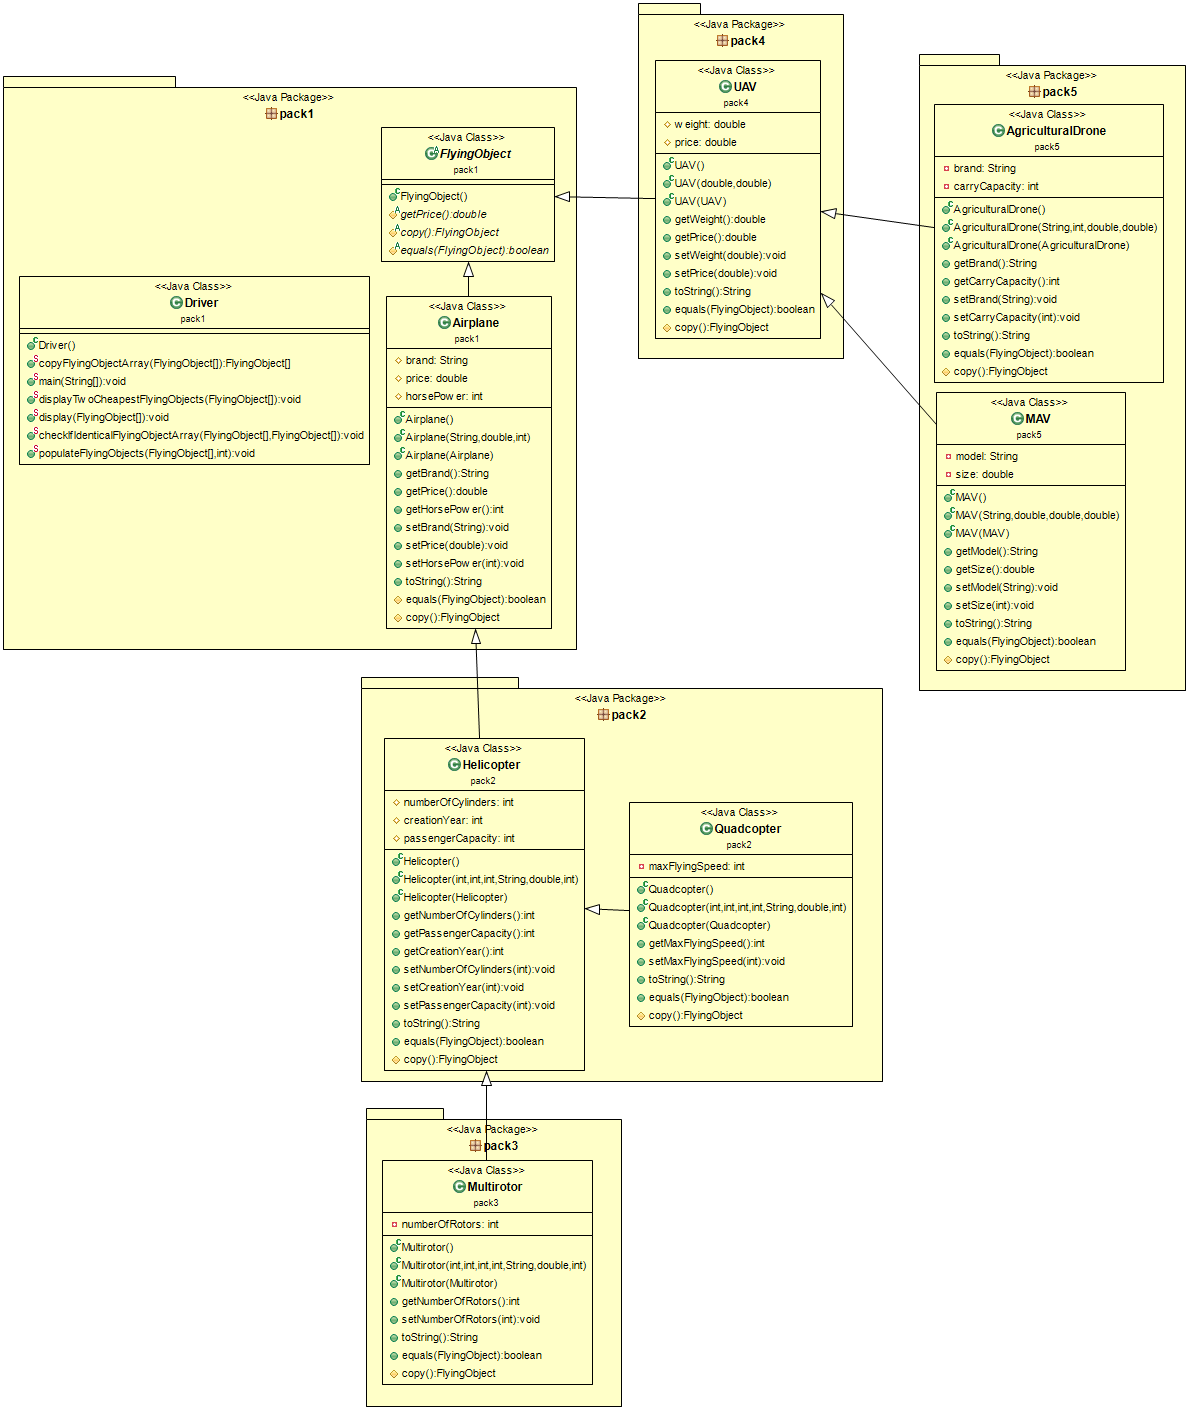 <<Java Package>>
pack1
<<Java Class>>
FlyingObject
pack1
FlyingObject()
getPrice():double
copy():FlyingObject
equals(FlyingObject):boolean
<<Java Class>>
Driver
pack1
Driver()
copyFlyingObjectArray(FlyingObject[]):FlyingObject[]
main(String[]):void
displayTwoCheapestFlyingObjects(FlyingObject[]):void
display(FlyingObject[]):void
checkIfIdenticalFlyingObjectArray(FlyingObject[],FlyingObject[]):void
populateFlyingObjects(FlyingObject[],int):void
<<Java Class>>
Airplane
pack1
brand: String
price: double
horsePower: int
Airplane()
Airplane(String,double,int)
Airplane(Airplane)
getBrand():String
getPrice():double
getHorsePower():int
setBrand(String):void
setPrice(double):void
setHorsePower(int):void
toString():String
equals(FlyingObject):boolean
copy():FlyingObject
<<Java Package>>
pack4
<<Java Class>>
UAV
pack4
weight: double
price: double
UAV()
UAV(double,double)
UAV(UAV)
getWeight():double
getPrice():double
setWeight(double):void
setPrice(double):void
toString():String
equals(FlyingObject):boolean
copy():FlyingObject
<<Java Package>>
pack5
<<Java Class>>
AgriculturalDrone
pack5
brand: String
carryCapacity: int
AgriculturalDrone()
AgriculturalDrone(String,int,double,double)
AgriculturalDrone(AgriculturalDrone)
getBrand():String
getCarryCapacity():int
setBrand(String):void
setCarryCapacity(int):void
toString():String
equals(FlyingObject):boolean
copy():FlyingObject
<<Java Class>>
MAV
pack5
model: String
size: double
MAV()
MAV(String,double,double,double)
MAV(MAV)
getModel():String
getSize():double
setModel(String):void
setSize(int):void
toString():String
equals(FlyingObject):boolean
copy():FlyingObject
<<Java Package>>
pack2
<<Java Class>>
Helicopter
pack2
numberOfCylinders: int
creationYear: int
passengerCapacity: int
Helicopter()
Helicopter(int,int,int,String,double,int)
Helicopter(Helicopter)
getNumberOfCylinders():int
getPassengerCapacity():int
getCreationYear():int
setNumberOfCylinders(int):void
setCreationYear(int):void
setPassengerCapacity(int):void
toString():String
equals(FlyingObject):boolean
copy():FlyingObject
<<Java Class>>
Quadcopter
pack2
maxFlyingSpeed: int
Quadcopter()
Quadcopter(int,int,int,int,String,double,int)
Quadcopter(Quadcopter)
getMaxFlyingSpeed():int
setMaxFlyingSpeed(int):void
toString():String
equals(FlyingObject):boolean
copy():FlyingObject
<<Java Package>>
pack3
<<Java Class>>
Multirotor
pack3
numberOfRotors: int
Multirotor()
Multirotor(int,int,int,int,String,double,int)
Multirotor(Multirotor)
getNumberOfRotors():int
setNumberOfRotors(int):void
toString():String
equals(FlyingObject):boolean
copy():FlyingObject